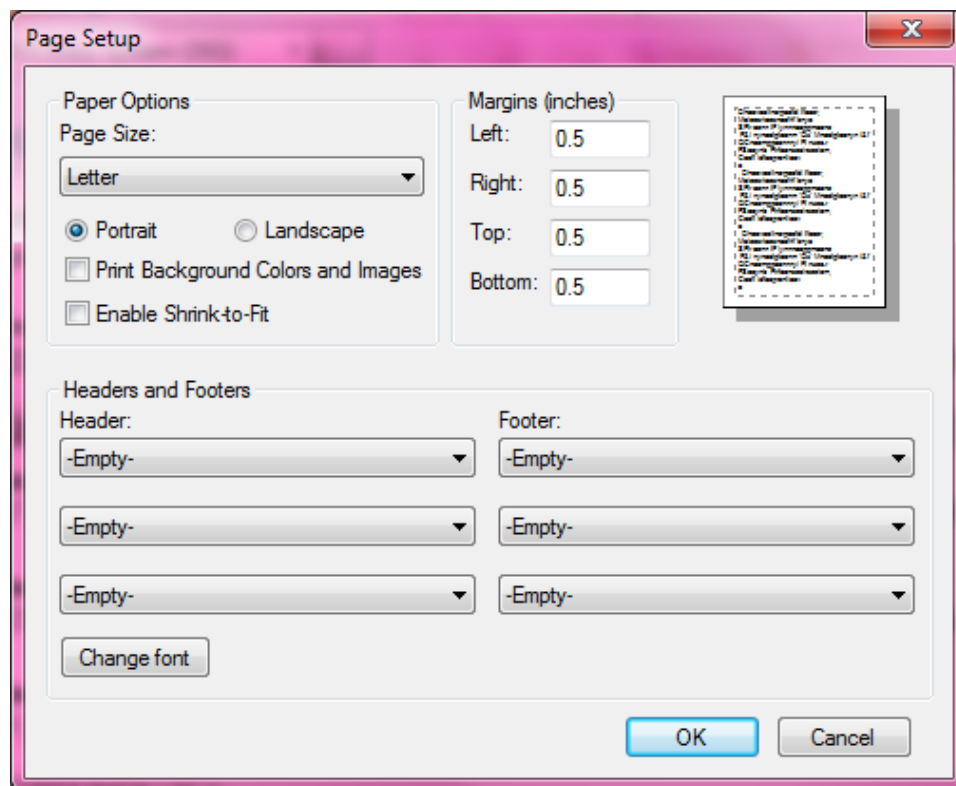 Page Setup
Paper Options
Page Size:
Letter
Portrait
Landscape
Print Background Colors and Images
Enable Shrink-to-Fit
Margins (inches)
Left: 0.5
Right: 0.5
Top: 0.5
Bottom: 0.5
Headers and Footers
Header:
Footer:
-Empty-
-Empty-
-Empty-
-Empty-
-Empty-
-Empty-
Change font
OK
Cancel